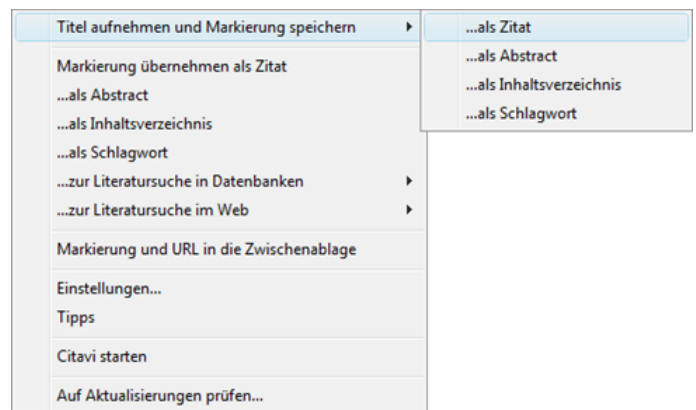 Titel aufnehmen und Markierung speichern
Markierung übernehmen als Zitat
...als Abstract
...als Inhaltsverzeichnis
...als Schlagwort
...zur Literatursuche in Datenbanken
...zur Literatursuche im Web
Markierung und URL in die Zwischenablage
Einstellungen...
Tipps
Citavi starten
Auf Aktualisierungen prüfen...
...als Zitat
...als Abstract
...als Inhaltsverzeichnis
...als Schlagwort